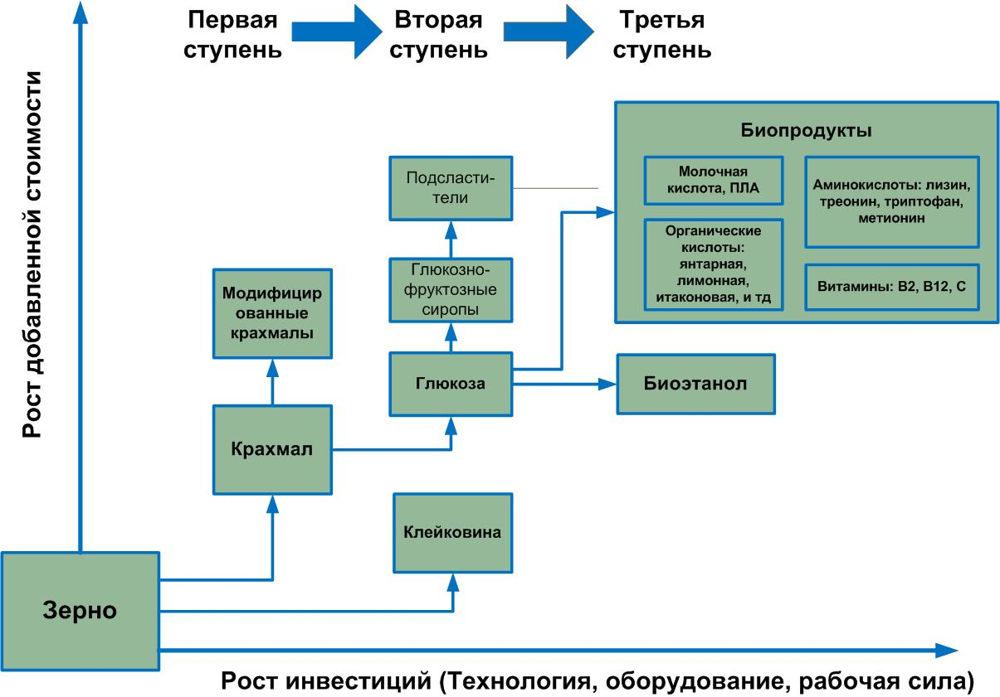 Первая
ступень
Вторая
ступень
Третья
ступень
Рост добавленной стоимости
Биопродукты
Молочная
кислота, ПЛА
Аминокислоты: лизин,
треонин, триптофан,
метионин
Органические
кислоты:
янтарная,
лимонная,
итаконовая, и тд
Витамины: B2, B12, C
Подсласти-
тели
Глюкозно-
фруктозные
сиропы
Модифицир
ованные
крахмалы
Глюкоза
Биоэтанол
Крахмал
Клейковина
Зерно
Рост инвестиций (Технология, оборудование, рабочая сила)